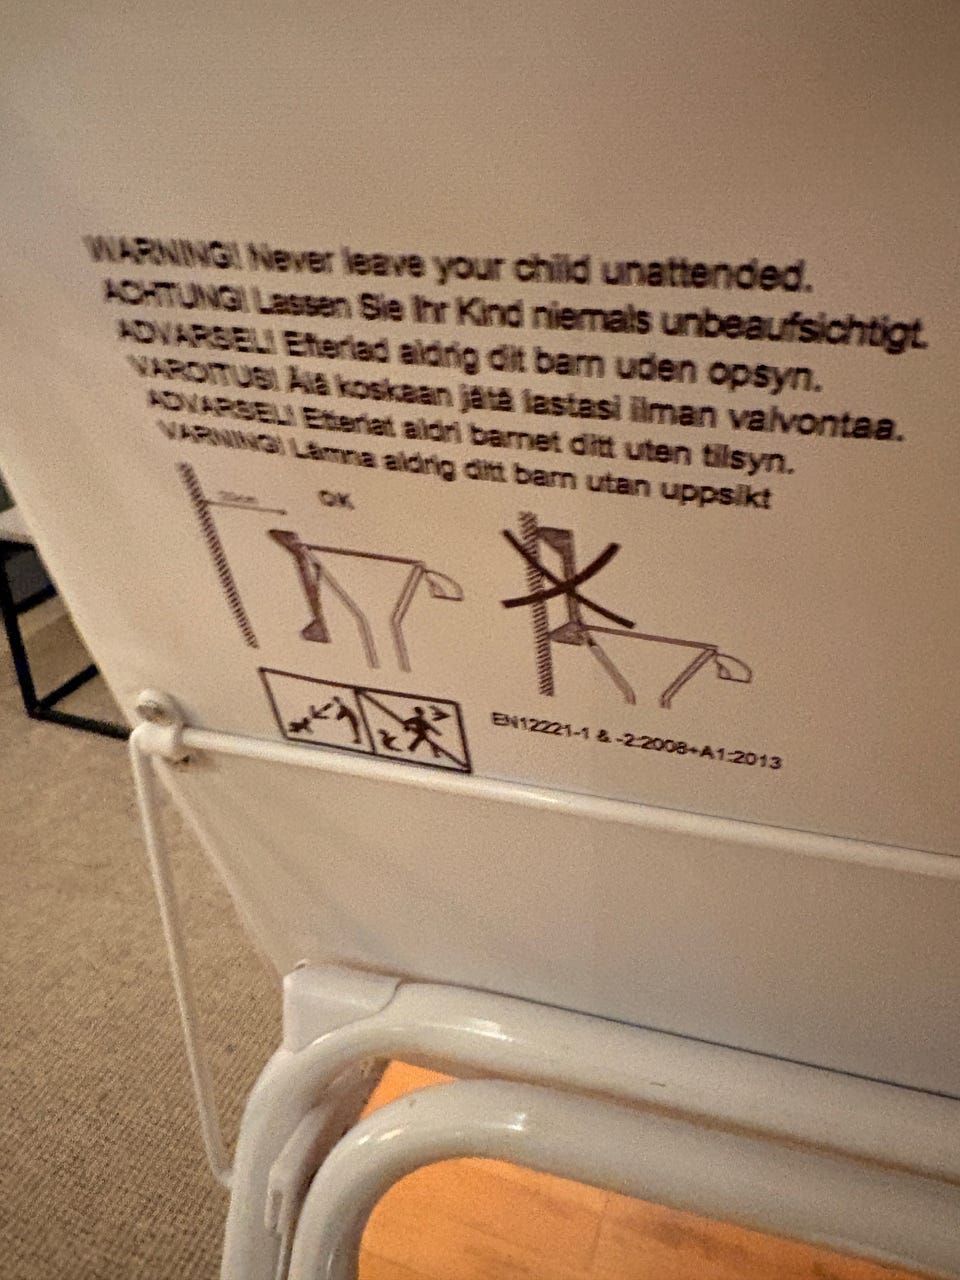 WARNING! Never leave your child unattended.
ACHTUNG! Lassen Sie Ihr Kind niemals unbeaufsichtigt.
ADVARSEL! Efterlad aldrig dit barn uden opsyn.
VAROITUS! Älä koskaan jätä lastasi ilman valvontaa.
ADVARSEL! Etterlat aldri barnet ditt uten tilsyn.
VARNING! Lämna aldrig ditt barn utan uppsikt
OK
EN12221-1 & -2:2008+A1:2013